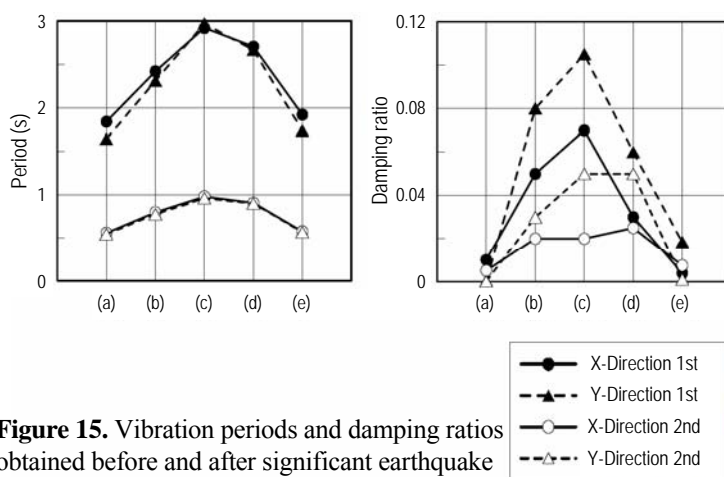 3
2
1
0
Period (s)
(a) (b) (c) (d) (e)
0.12
0.08
0.04
0
Damping ratio
(a) (b) (c) (d) (e)
X-Direction 1st
Y-Direction 1st
X-Direction 2nd
Y-Direction 2nd
Figure 15. Vibration periods and damping ratios
obtained before and after significant earthquake